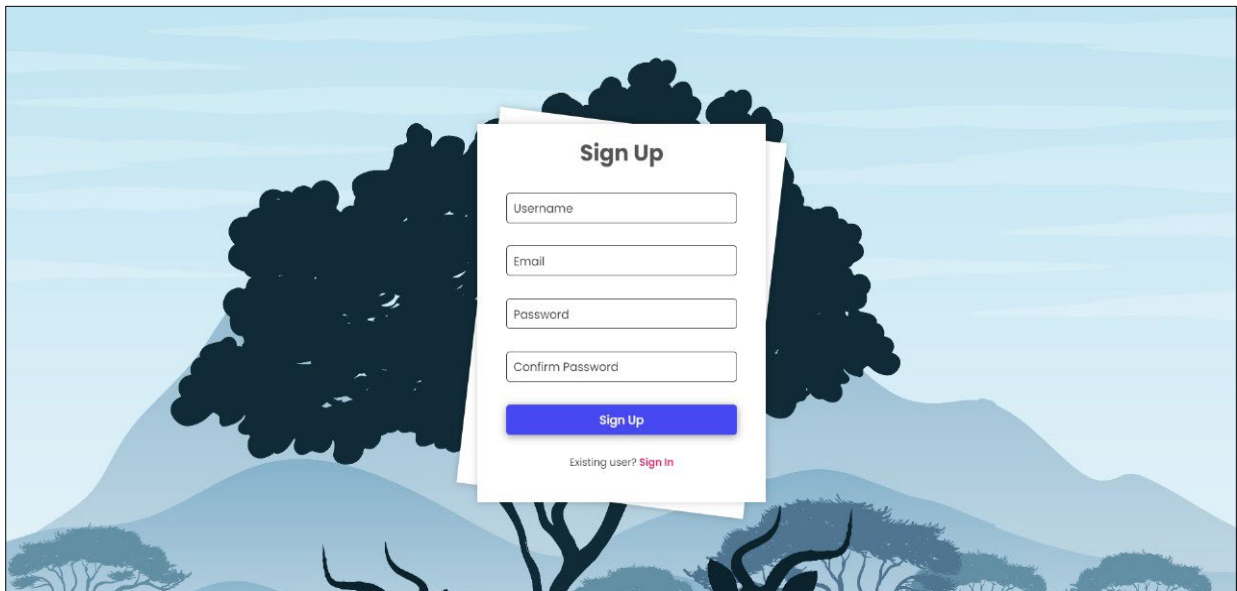 Sign Up
Username
Email
Password
Confirm Password
Sign Up
Existing user? Sign In